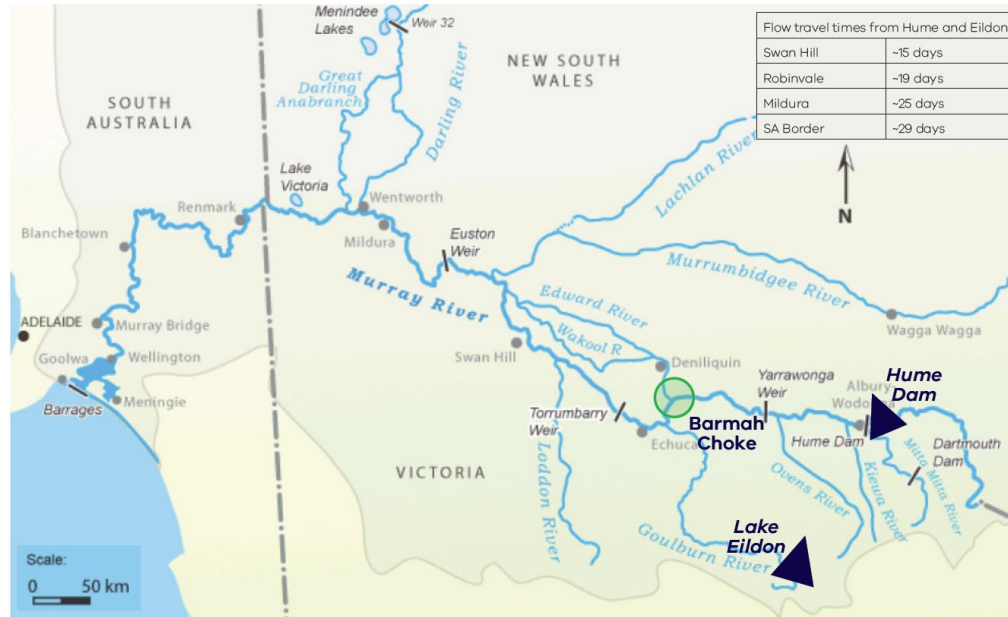 Menindee
Lakes
Weir 32
Flow travel times from Hume and Eildon
Swan Hill ~15 days
Robinvale ~19 days
Mildura ~25 days
SA Border ~29 days
NEW SOUTH
WALES
Great
Darling
Anabranch
Darling River
SOUTH
AUSTRALIA
Lachlan River
N
Lake
Victoria
Wentworth
Renmark
Mildura
Euston
Weir
Blanchetown
Murray River
Murrumbidgee River
Edward River
Wakool R
ADELAIDE
Murray Bridge
Wagga Wagga
Goolwa
Wellington
Swan Hill
Deniliquin
Yarrawonga
Weir
Albury-
Wodonga
Hume
Dam
Barrages
Meningie
Torrumbarry
Weir
Echuca
Barmah
Choke
Hume Dam
Dartmouth
Dam
VICTORIA
Loddon River
Ovens River
Kiewa River
Mitta Mitta River
Lake
Eildon
Goulburn River
Scale:
0 50 km